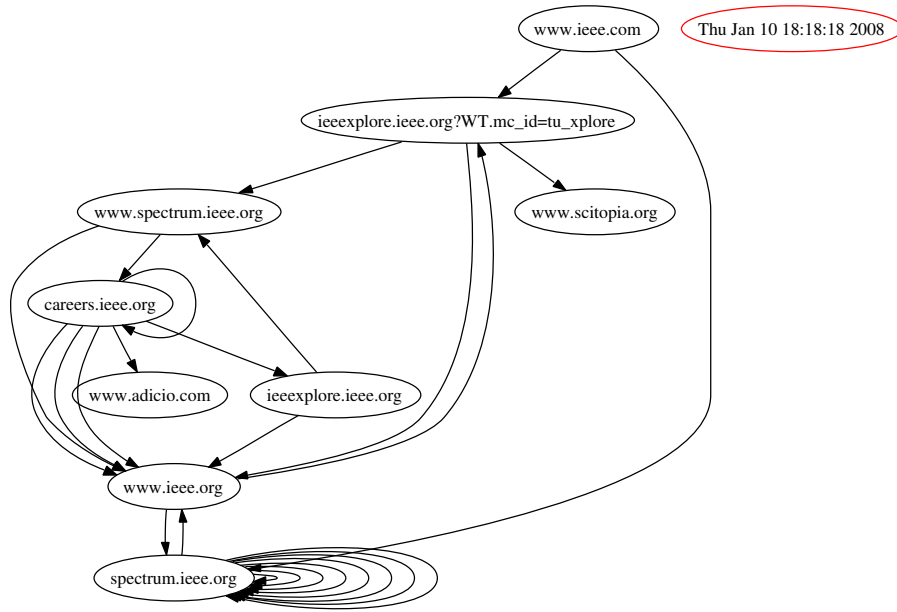 www.ieee.com
Thu Jan 10 18:18:18 2008
ieeexplore.ieee.org?WT.mc_id=tu_xplore
www.spectrum.ieee.org
www.scitopia.org
careers.ieee.org
www.adicio.com
ieeexplore.ieee.org
www.ieee.org
spectrum.ieee.org